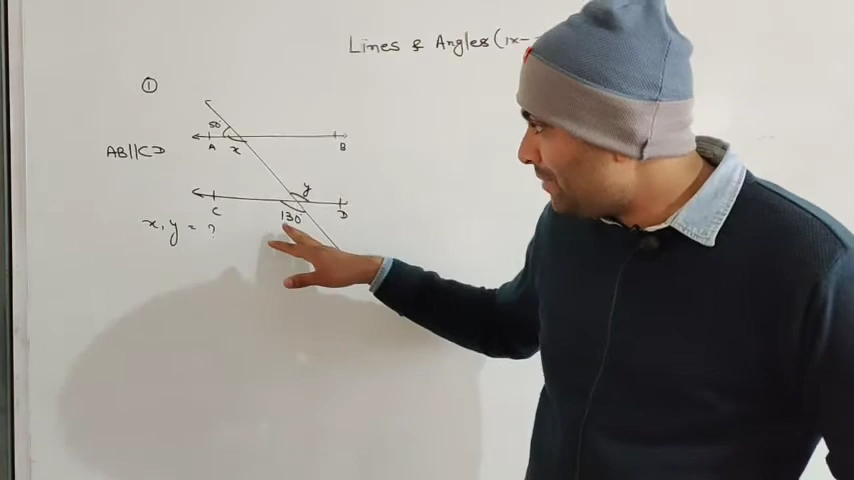 Lines & Angles (IX-
①
50°
A
B
x
AB||CD
y
C
D
130°
x, y = ?